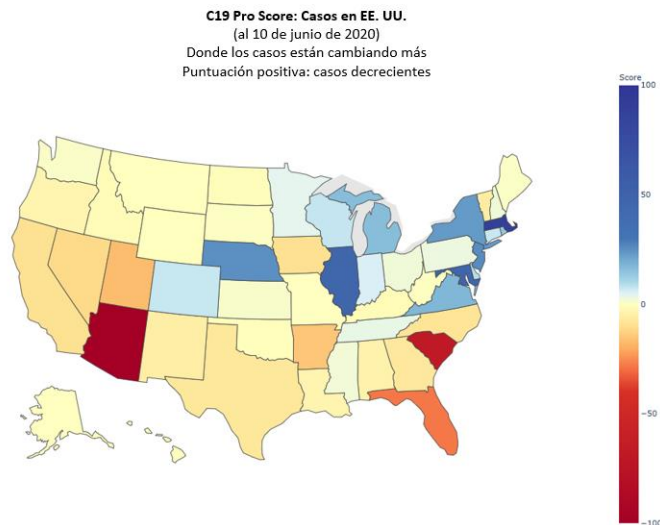 C19 Pro Score: Casos en EE. UU.
(al 10 de junio de 2020)
Donde los casos están cambiando más
Puntuación positiva: casos decrecientes
Score
100
50
0
−50
−100